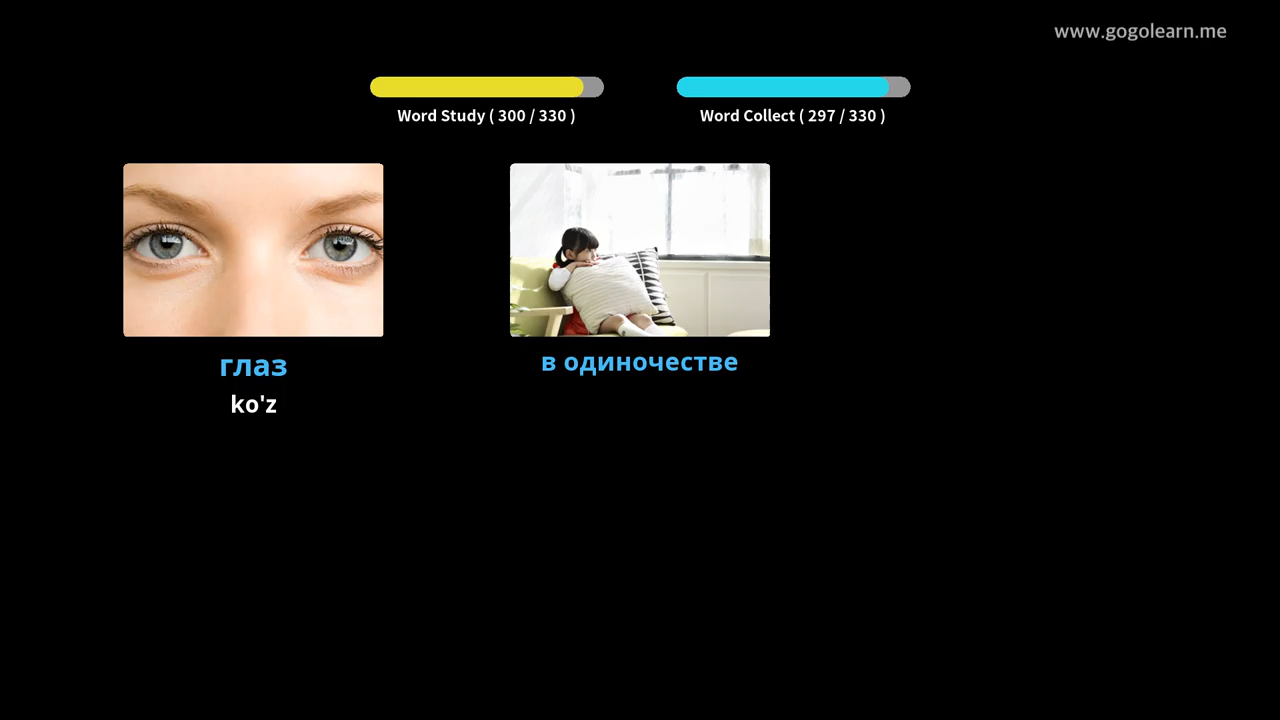 www.gogolearn.me
Word Study ( 300 / 330 )
Word Collect ( 297 / 330 )
глаз
в одиночестве
ko'z